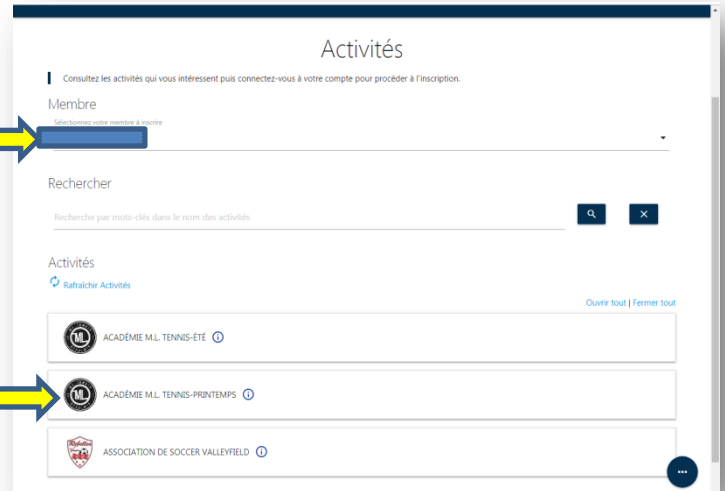 Activités
Consultez les activités qui vous intéressent puis connectez-vous à votre compte pour procéder à l'inscription.
Membre
Sélectionnez votre membre à inscrire
Rechercher
Recherche par mots-clés dans le nom des activités
Activités
Rafraîchir Activités
Ouvrir tout | Fermer tout
ML
ACADÉMIE M.L. TENNIS-ÉTÉ
ML
ACADÉMIE M.L. TENNIS-PRINTEMPS
ASSOCIATION DE SOCCER VALLEYFIELD